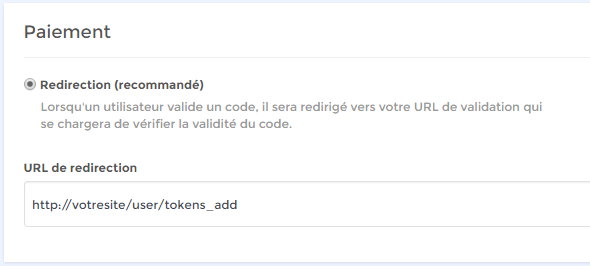 Paiement
Redirection (recommandé)
Lorsqu'un utilisateur valide un code, il sera redirigé vers votre URL de validation qui
se chargera de vérifier la validité du code.
URL de redirection
http://votresite/user/tokens_add